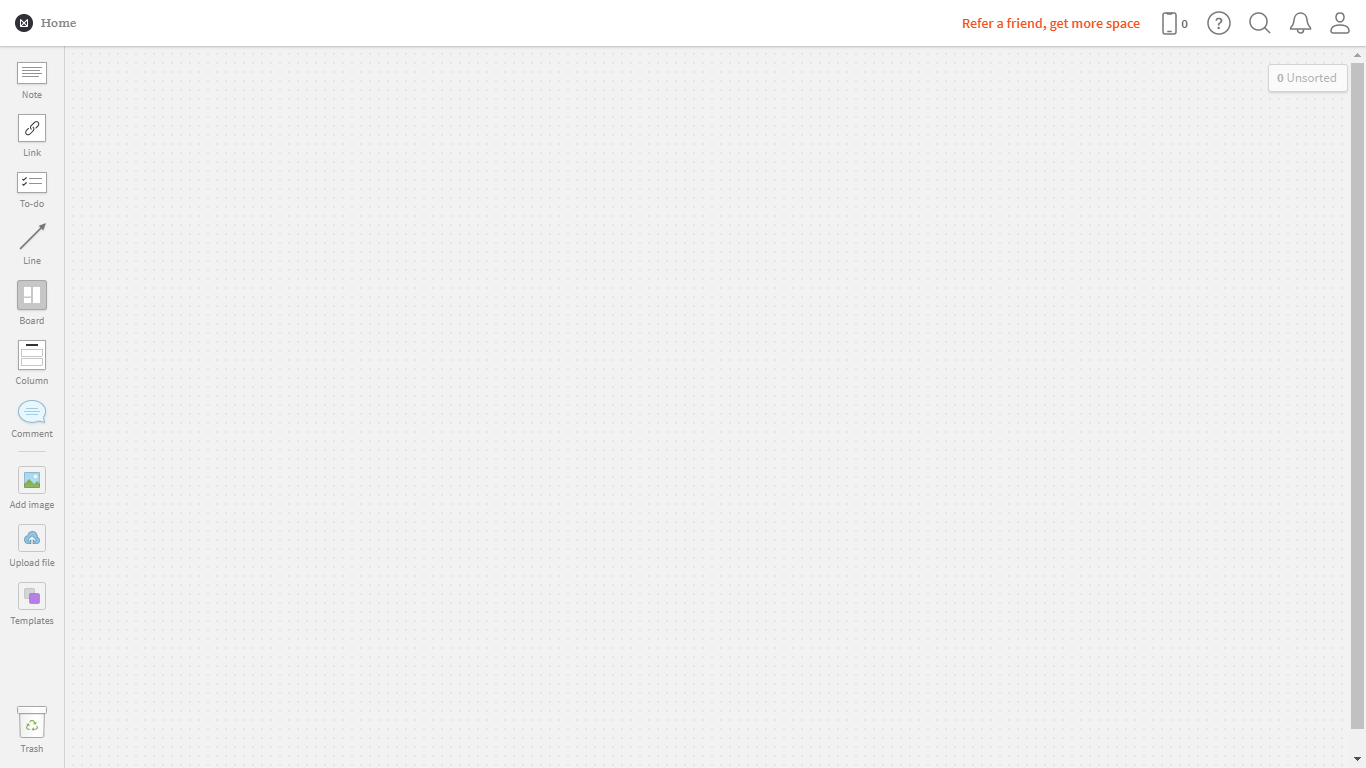 Home
Refer a friend, get more space
0
0 Unsorted
Note
Link
To-do
Line
Board
Column
Comment
Add image
Upload file
Templates
Trash